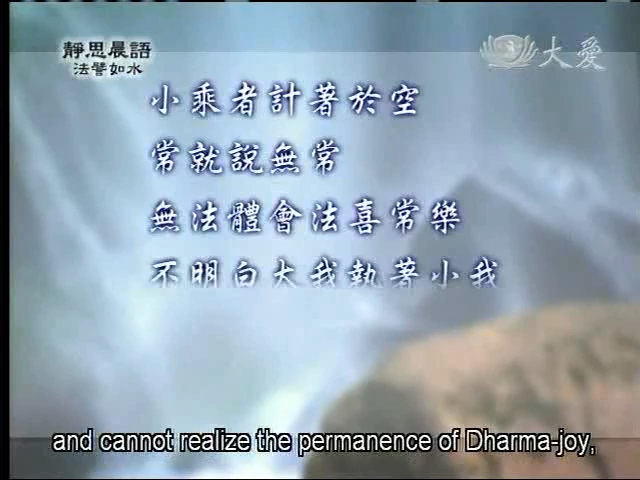 靜思晨語
法譬如水
大愛
小乘者計著於空
常就說無常
無法體會法喜常樂
不明白大我執著小我
and cannot realize the permanence of Dharma-joy,